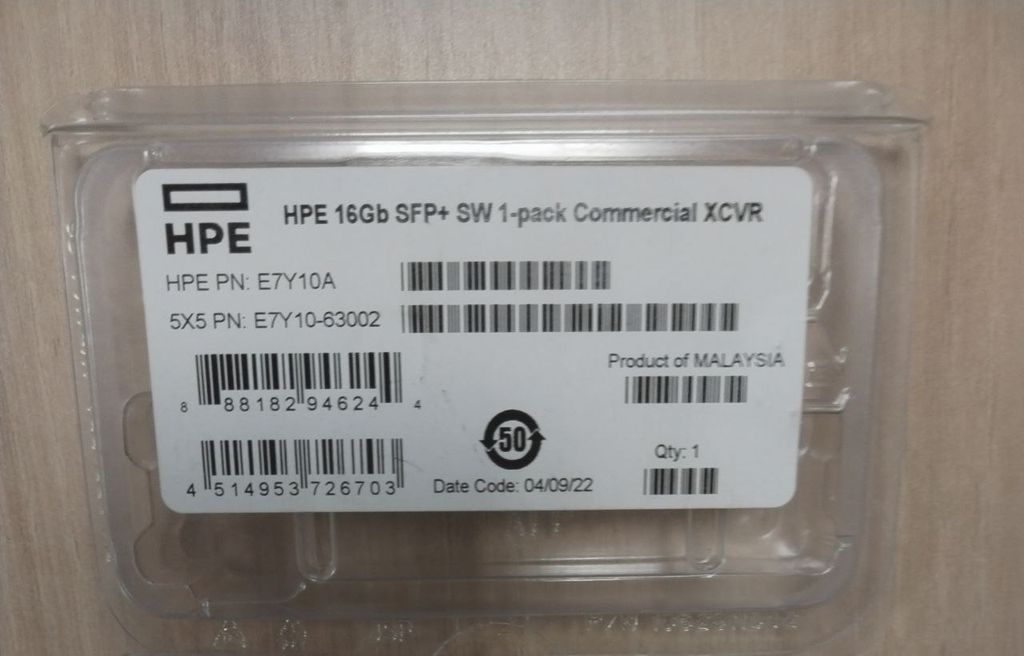 HPE
HPE 16Gb SFP+ SW 1-pack Commercial XCVR
HPE PN: E7Y10A
5X5 PN: E7Y10-63002
Product of MALAYSIA
8 88182 94624 4
50
Qty: 1
4 514953 726703
Date Code: 04/09/22